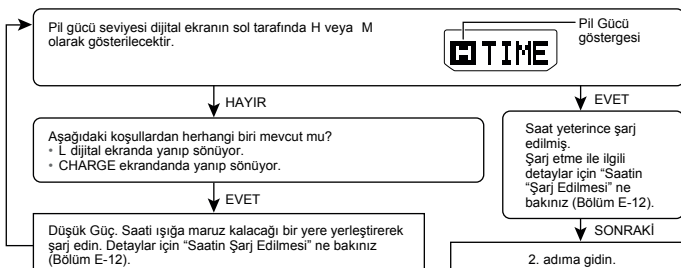 Pil gücü seviyesi dijital ekranın sol tarafında H veya M
olarak gösterilecektir.
H TIME
Pil Gücü
göstergesi
HAYIR
EVET
Aşağıdaki koşullardan herhangi biri mevcut mu?
• L dijital ekranda yanıp sönüyor.
• CHARGE ekrandanda yanıp sönüyor.
Saat yeterince şarj
edilmiş.
Şarj etme ile ilgili
detaylar için “Saatin
“Şarj Edilmesi” ne
bakınız (Bölüm E-12).
EVET
SONRAKİ
Düşük Güç. Saati ışığa maruz kalacağı bir yere yerleştirerek
şarj edin. Detaylar için “Saatin Şarj Edilmesi” ne bakınız
(Bölüm E-12).
2. adıma gidin.